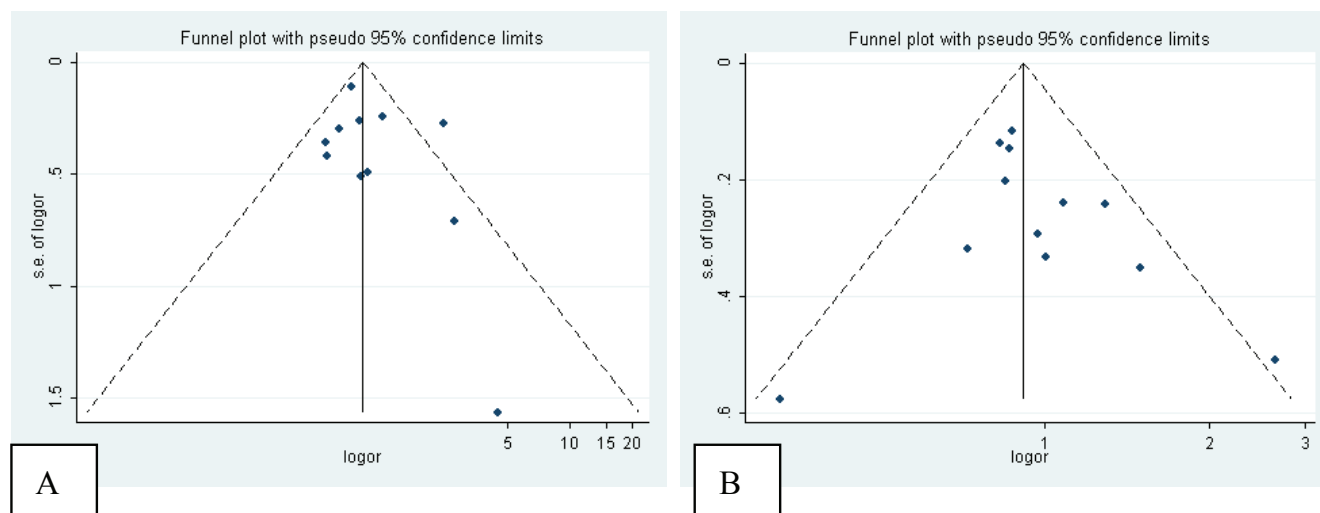 Funnel plot with pseudo 95% confidence limits
s.e. of logor
0
.5
1
1.5
5 10 15 20
logor
A
Funnel plot with pseudo 95% confidence limits
s.e. of logor
0
.2
.4
.6
1 2 3
logor
B